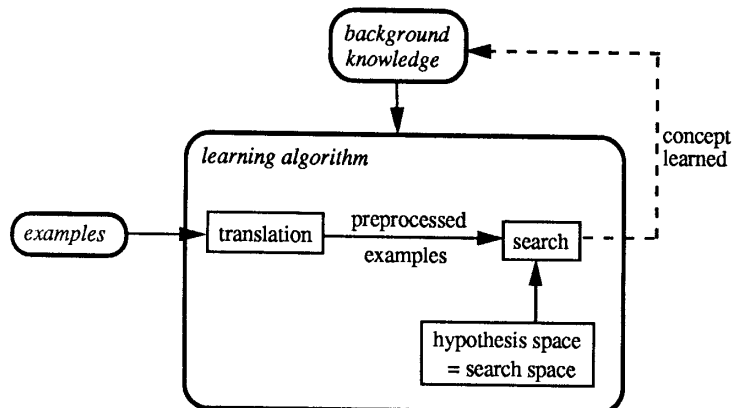 background
knowledge
concept
learned
learning algorithm
examples
translation
preprocessed
examples
search
hypothesis space
= search space